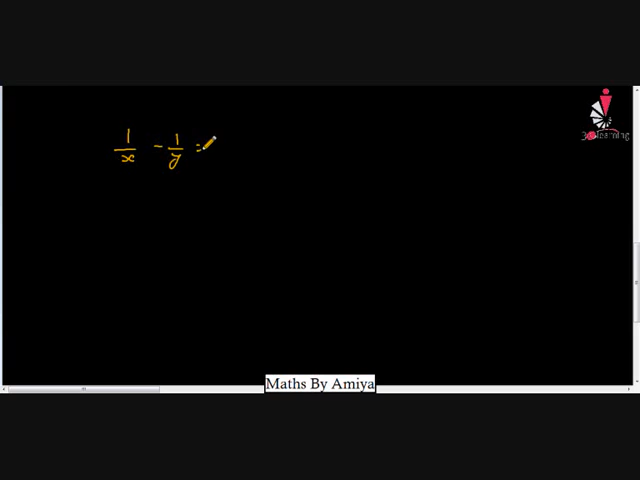 1/x - 1/y =
Maths By Amiya